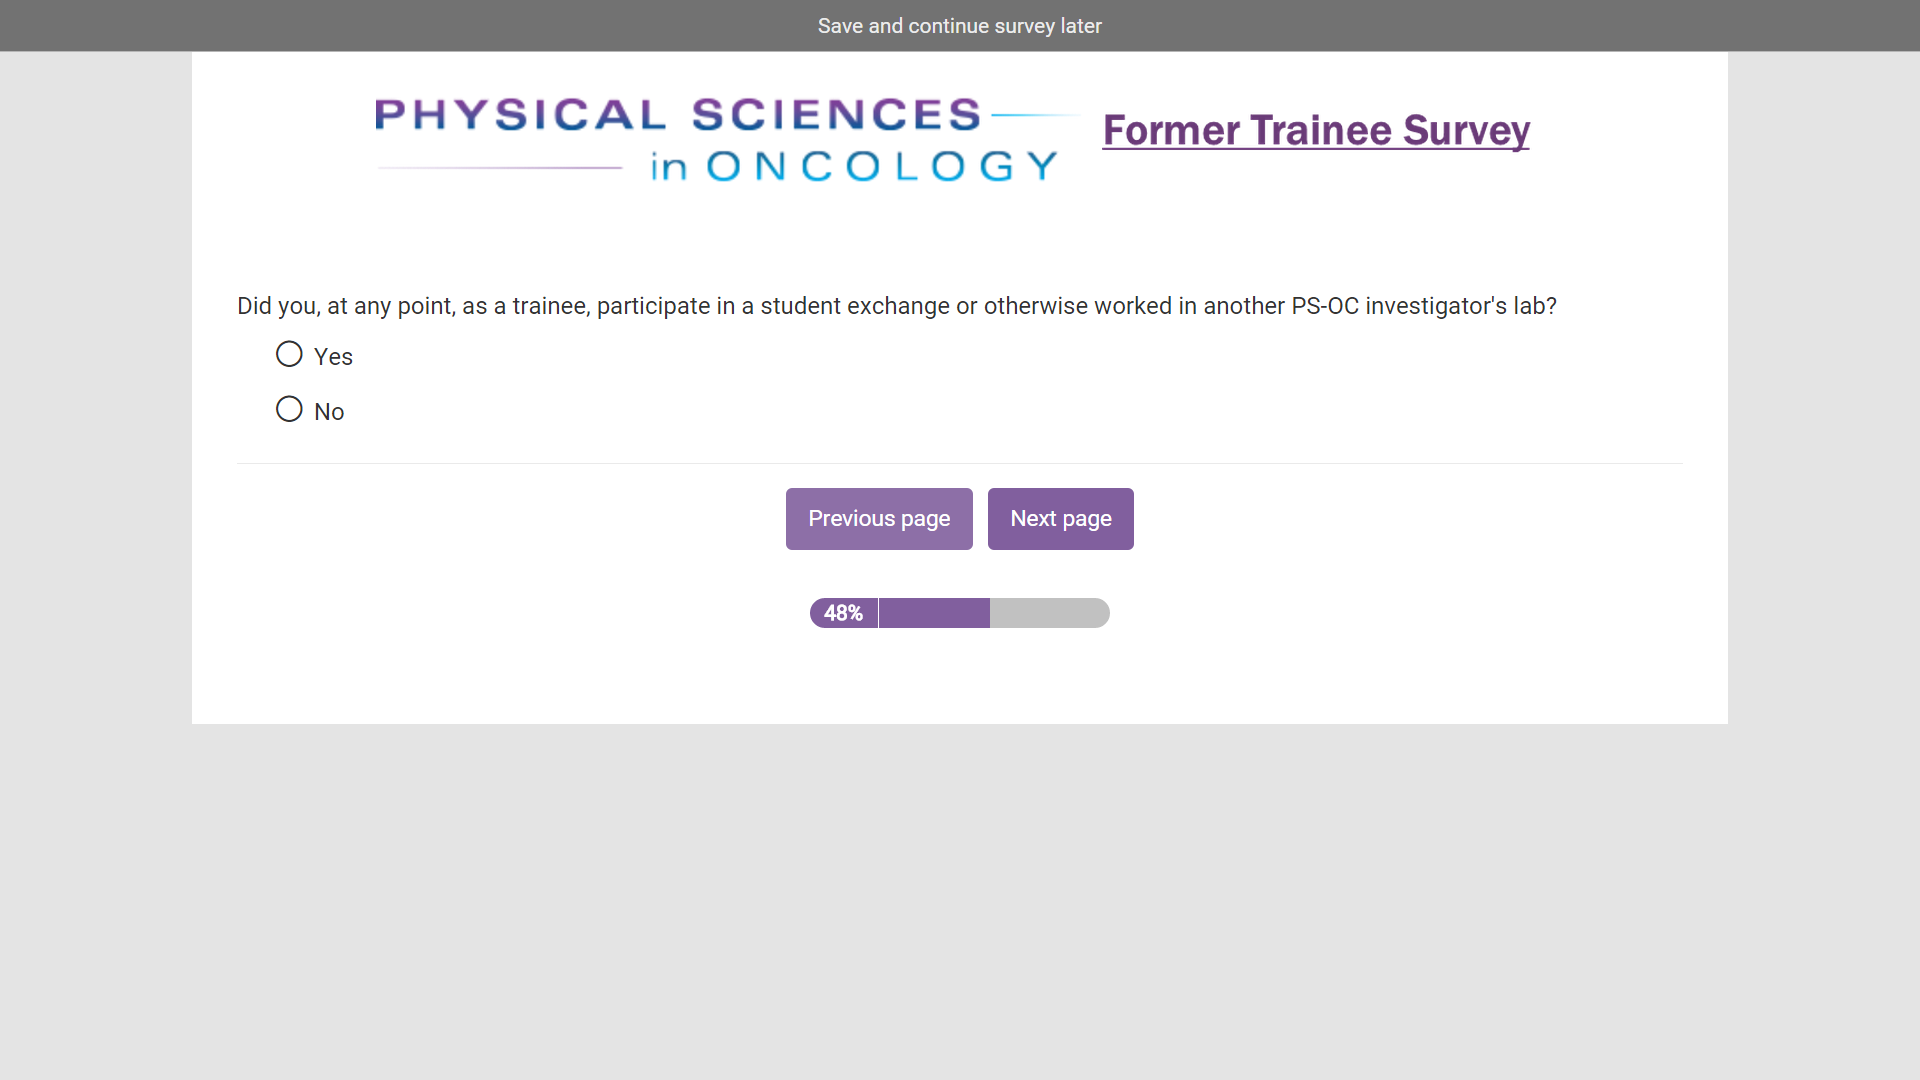 Save and continue survey later
PHYSICAL SCIENCES
in ONCOLOGY
Former Trainee Survey
Did you, at any point, as a trainee, participate in a student exchange or otherwise worked in another PS-OC investigator's lab?
Yes
No
Previous page
Next page
48%